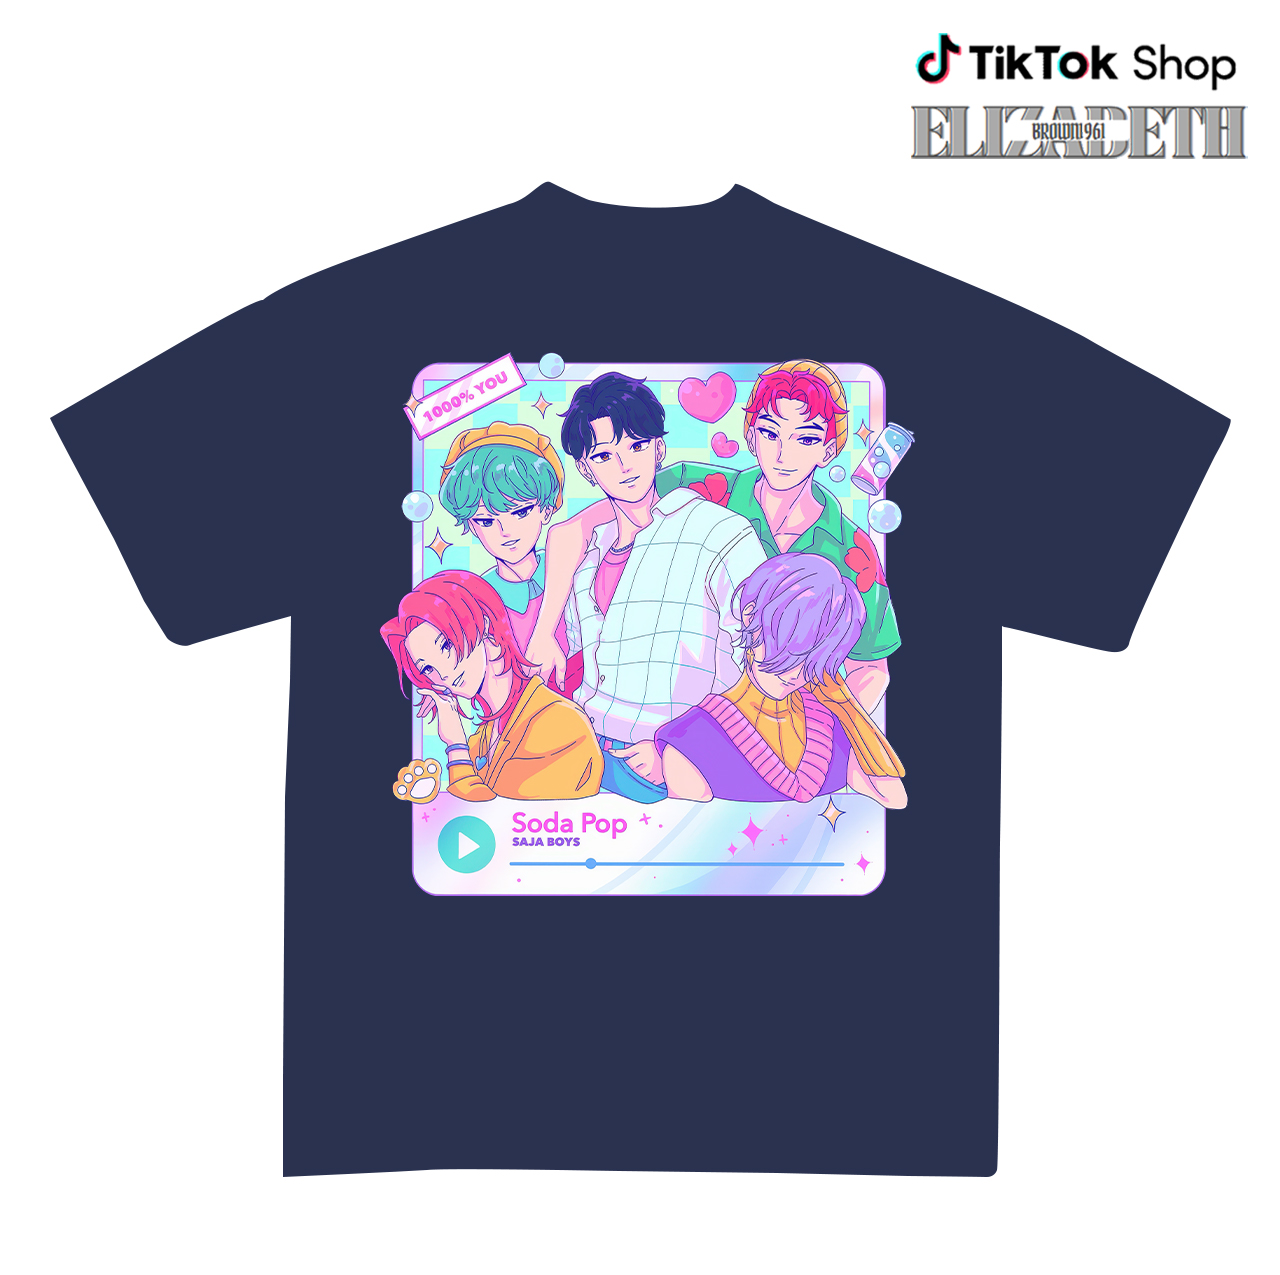 TikTok Shop
ELIZABETH
BROWN1961
1000% YOU
Soda Pop
SAJA BOYS